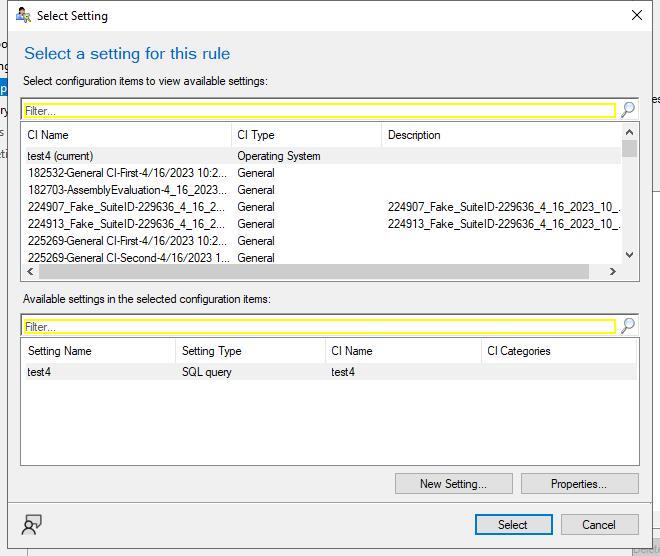 Select Setting
Select a setting for this rule
Select configuration items to view available settings:
Filter...
CI Name CI Type Description
test4 (current) Operating System
182532-General CI-First-4/16/2023 10:2... General
182703-AssemblyEvaluation-4_16_2023... General
224907_Fake_SuiteID-229636_4_16_2... General 224907_Fake_SuiteID-229636_4_16_2023_10_...
224913_Fake_SuiteID-229636_4_16_2... General 224913_Fake_SuiteID-229636_4_16_2023_10_...
225269-General CI-First-4/16/2023 10:2... General
225269-General CI-Second-4/16/2023 1... General
Available settings in the selected configuration items:
Filter...
Setting Name Setting Type CI Name CI Categories
test4 SQL query test4
New Setting... Properties...
Select Cancel